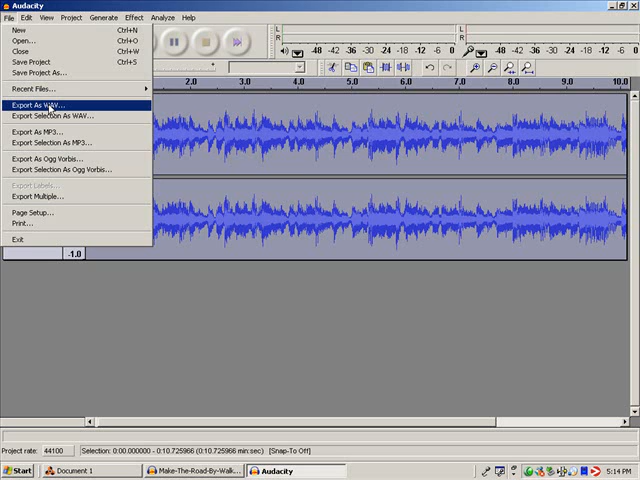 Audacity
File Edit View Project Generate Effect Analyze Help
New Ctrl+N
Open... Ctrl+O
Close Ctrl+W
Save Project Ctrl+S
Save Project As...
Recent Files...
Export As WAV...
Export Selection As WAV...
Export As MP3...
Export Selection As MP3...
Export As Ogg Vorbis...
Export Selection As Ogg Vorbis...
Export Labels...
Export Multiple...
Page Setup...
Print...
Exit
L
R
-48 -42 -36 -30 -24 -18 -12 -6 0
L
R
-48 -42 -36 -30 -24 -18 -12 -6 0
2.0 3.0 4.0 5.0 6.0 7.0 8.0 9.0 10.0
-1.0
Project rate: 44100 Selection: 0:00.000000 - 0:10.725966 (0:10.725966 min:sec) [Snap-To Off]
Start Document 1 Make-The-Road-By-Walk... Audacity 5:14 PM